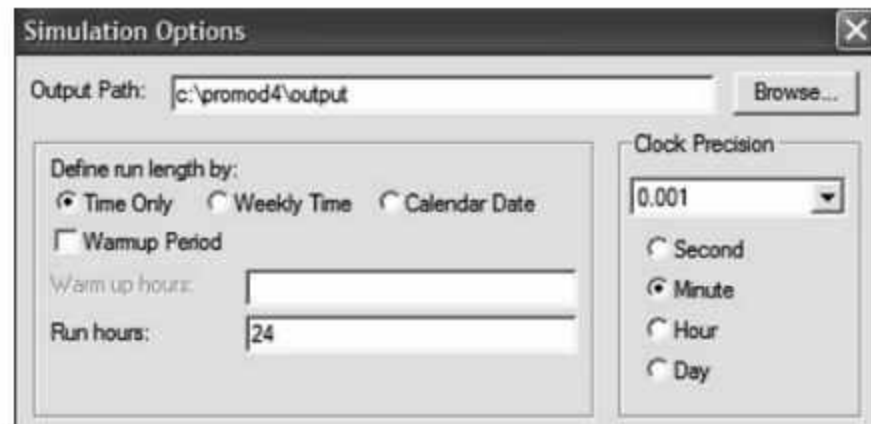 Simulation Options
Output Path: c:\promod4\output Browse...
Define run length by:
Time Only Weekly Time Calendar Date
Warmup Period
Warm up hours:
Run hours: 24
Clock Precision
0.001
Second
Minute
Hour
Day